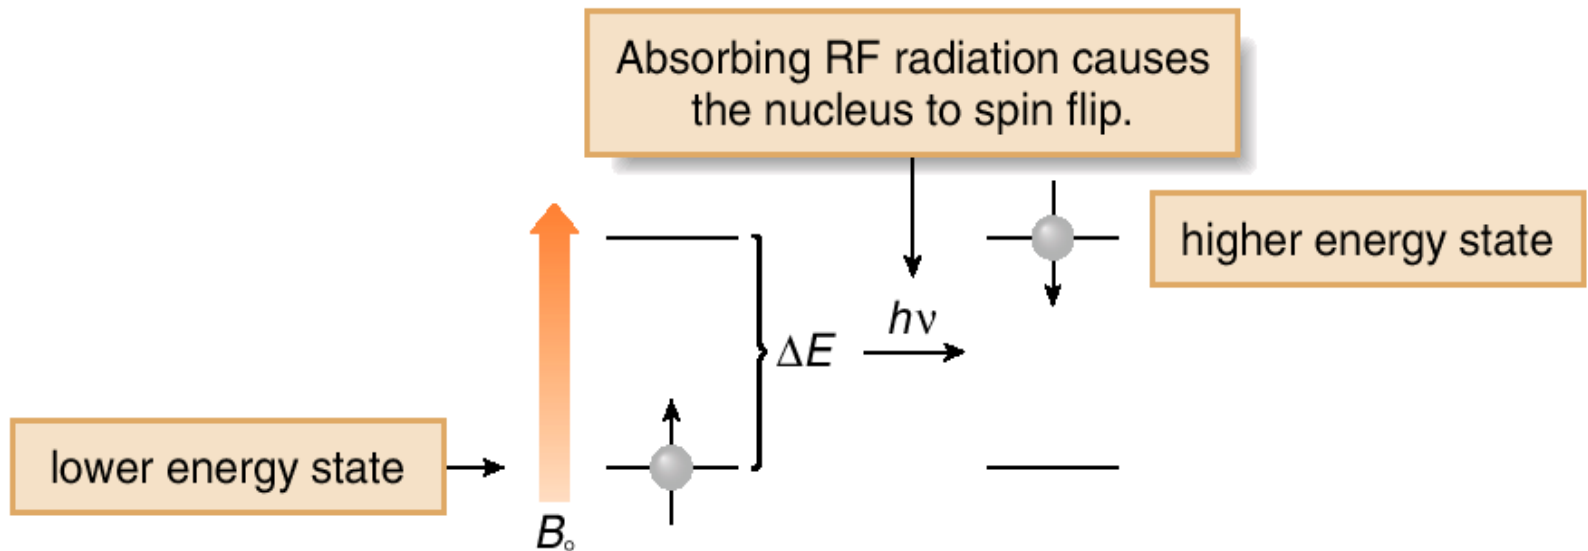 Absorbing RF radiation causes
the nucleus to spin flip.
higher energy state
hν
ΔE
lower energy state
B₀